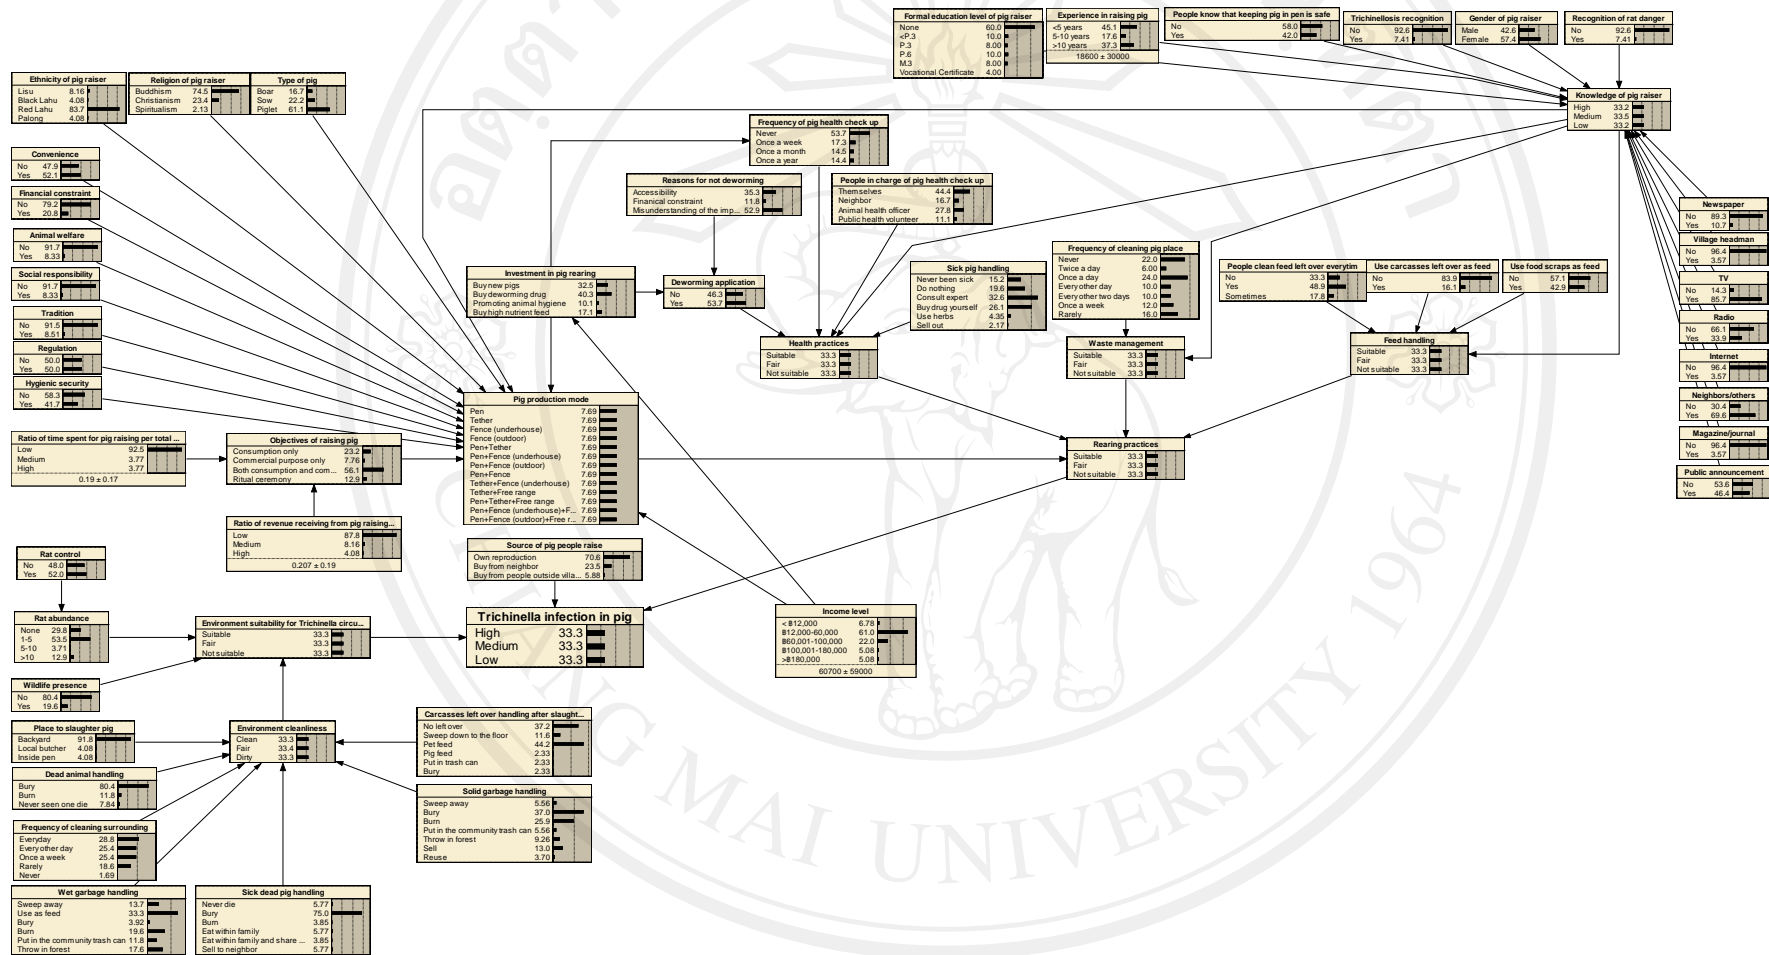 Formal education level of pig raiser
None 60.0
<P.3 10.0
P.3 8.00
P.6 10.0
M.3 8.00
Vocational Certificate 4.00
Experience in raising pig
<5 years 45.1
5-10 years 17.6
>10 years 37.3
18600 ± 30000
People know that keeping pig in pen is safe
No 58.0
Yes 42.0
Trichinellosis recognition
No 92.6
Yes 7.41
Gender of pig raiser
Male 42.6
Female 57.4
Recognition of rat danger
No 92.6
Yes 7.41
Ethnicity of pig raiser
Lisu 8.16
Black Lahu 4.08
Red Lahu 83.7
Palong 4.08
Religion of pig raiser
Buddhism 74.5
Christianism 23.4
Spiritualism 2.13
Type of pig
Boar 16.7
Sow 22.2
Piglet 61.1
Knowledge of pig raiser
High 33.2
Medium 33.5
Low 33.2
Frequency of pig health check up
Never 53.7
Once a week 17.3
Once a month 14.5
Once a year 14.4
Convenience
No 47.9
Yes 52.1
Financial constraint
No 79.2
Yes 20.8
Animal welfare
No 91.7
Yes 8.33
Social responsibility
No 91.7
Yes 8.33
Tradition
No 91.5
Yes 8.51
Regulation
No 50.0
Yes 50.0
Hygienic security
No 58.3
Yes 41.7
Reasons for not deworming
Accessibility 35.3
Finanical constraint 11.8
Misunderstanding of the imp... 52.9
People in charge of pig health check up
Themselves 44.4
Neighbor 16.7
Animal health officer 27.8
Public health volunteer 11.1
Newspaper
No 89.3
Yes 10.7
Village headman
No 96.4
Yes 3.57
TV
No 14.3
Yes 85.7
Radio
No 66.1
Yes 33.9
Internet
No 96.4
Yes 3.57
Neighbors/others
No 30.4
Yes 69.6
Magazine/journal
No 96.4
Yes 3.57
Public announcement
No 53.6
Yes 46.4
Investment in pig rearing
Buy new pigs 32.5
Buy deworming drug 40.3
Promoting animal hygiene 10.1
Buy high nutrient feed 17.1
Deworming application
No 46.3
Yes 53.7
Sick pig handling
Never been sick 15.2
Do nothing 19.6
Consult expert 32.6
Buy drug yourself 26.1
Use herbs 4.35
Sell out 2.17
Frequency of cleaning pig place
Never 22.0
Twice a day 6.00
Once a day 24.0
Every other day 10.0
Every other two days 10.0
Once a week 12.0
Rarely 16.0
People clean feed left over everytim
No 33.3
Yes 48.9
Sometimes 17.8
Use carcasses left over as feed
No 83.9
Yes 16.1
Use food scraps as feed
No 57.1
Yes 42.9
Health practices
Suitable 33.3
Fair 33.3
Not suitable 33.3
Waste management
Suitable 33.3
Fair 33.3
Not suitable 33.3
Feed handling
Suitable 33.3
Fair 33.3
Not suitable 33.3
Pig production mode
Pen 7.69
Tether 7.69
Fence (underhouse) 7.69
Fence (outdoor) 7.69
Pen+Tether 7.69
Pen+Fence (underhouse) 7.69
Pen+Fence (outdoor) 7.69
Pen+Fence 7.69
Tether+Fence (underhouse) 7.69
Tether+Free range 7.69
Pen+Tether+Free range 7.69
Pen+Fence (underhouse)+F... 7.69
Pen+Fence (outdoor)+Free r... 7.69
Ratio of time spent for pig raising per total ...
Low 92.5
Medium 3.77
High 3.77
0.19 ± 0.17
Objectives of raising pig
Consumption only 23.2
Commercial purpose only 7.76
Both consumption and com... 56.1
Ritual ceremony 12.9
Rearing practices
Suitable 33.3
Fair 33.3
Not suitable 33.3
Ratio of revenue receiving from pig raising...
Low 87.8
Medium 8.16
High 4.08
0.207 ± 0.19
Source of pig people raise
Own reproduction 70.6
Buy from neighbor 23.5
Buy from people outside villa... 5.88
Rat control
No 48.0
Yes 52.0
Rat abundance
None 29.8
1-5 53.5
5-10 3.71
>10 12.9
Environment suitability for Trichinella circu...
Suitable 33.3
Fair 33.3
Not suitable 33.3
Trichinella infection in pig
High 33.3
Medium 33.3
Low 33.3
Income level
< ฿12,000 6.78
฿12,000-60,000 61.0
฿60,001-100,000 22.0
฿100,001-180,000 5.08
>฿180,000 5.08
60700 ± 59000
Wildlife presence
No 80.4
Yes 19.6
Place to slaughter pig
Backyard 91.8
Local butcher 4.08
Inside pen 4.08
Environment cleanliness
Clean 33.3
Fair 33.4
Dirty 33.3
Carcasses left over handling after slaught...
No left over 37.2
Sweep down to the floor 11.6
Pet feed 44.2
Pig feed 2.33
Put in trash can 2.33
Bury 2.33
Dead animal handling
Bury 80.4
Burn 11.8
Never seen one die 7.84
Solid garbage handling
Sweep away 5.56
Bury 37.0
Burn 25.9
Put in the community trash can 5.56
Throw in forest 9.26
Sell 13.0
Reuse 3.70
Frequency of cleaning surrounding
Everyday 28.8
Every other day 25.4
Once a week 25.4
Rarely 18.6
Never 1.69
Wet garbage handling
Sweep away 13.7
Use as feed 33.3
Bury 3.92
Burn 19.6
Put in the community trash can 11.8
Throw in forest 17.6
Sick dead pig handling
Never die 5.77
Bury 75.0
Burn 3.85
Eat within family 5.77
Eat within family and share ... 3.85
Sell to neighbor 5.77
CHIANG MAI UNIVERSITY 1964